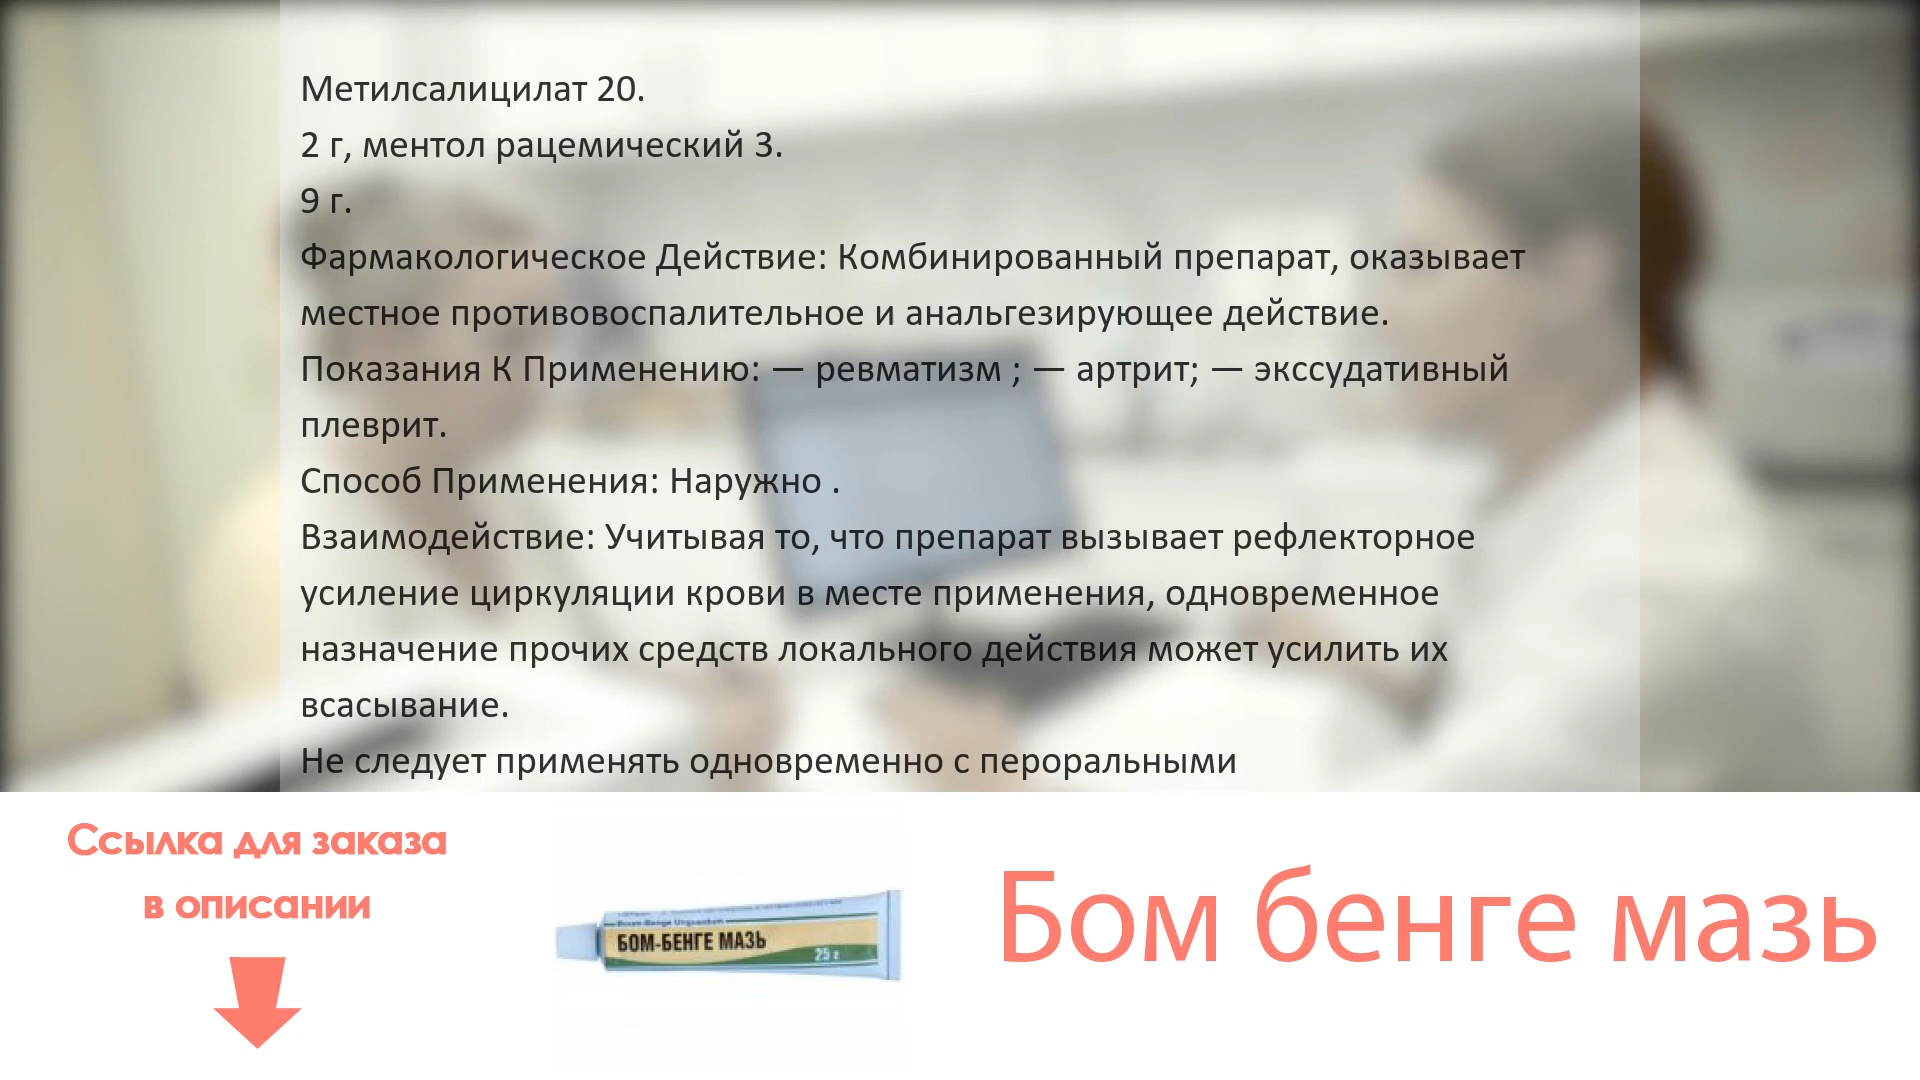 Метилсалицилат 20.
2 г, ментол рацемический 3.
9 г.
Фармакологическое Действие: Комбинированный препарат, оказывает
местное противовоспалительное и анальгезирующее действие.
Показания К Применению: — ревматизм ; — артрит; — экссудативный
плеврит.
Способ Применения: Наружно .
Взаимодействие: Учитывая то, что препарат вызывает рефлекторное
усиление циркуляции крови в месте применения, одновременное
назначение прочих средств локального действия может усилить их
всасывание.
Не следует применять одновременно с пероральными
Ссылка для заказа
в описании
БОМ-БЕНГЕ МАЗЬ
25 г
Бом бенге мазь